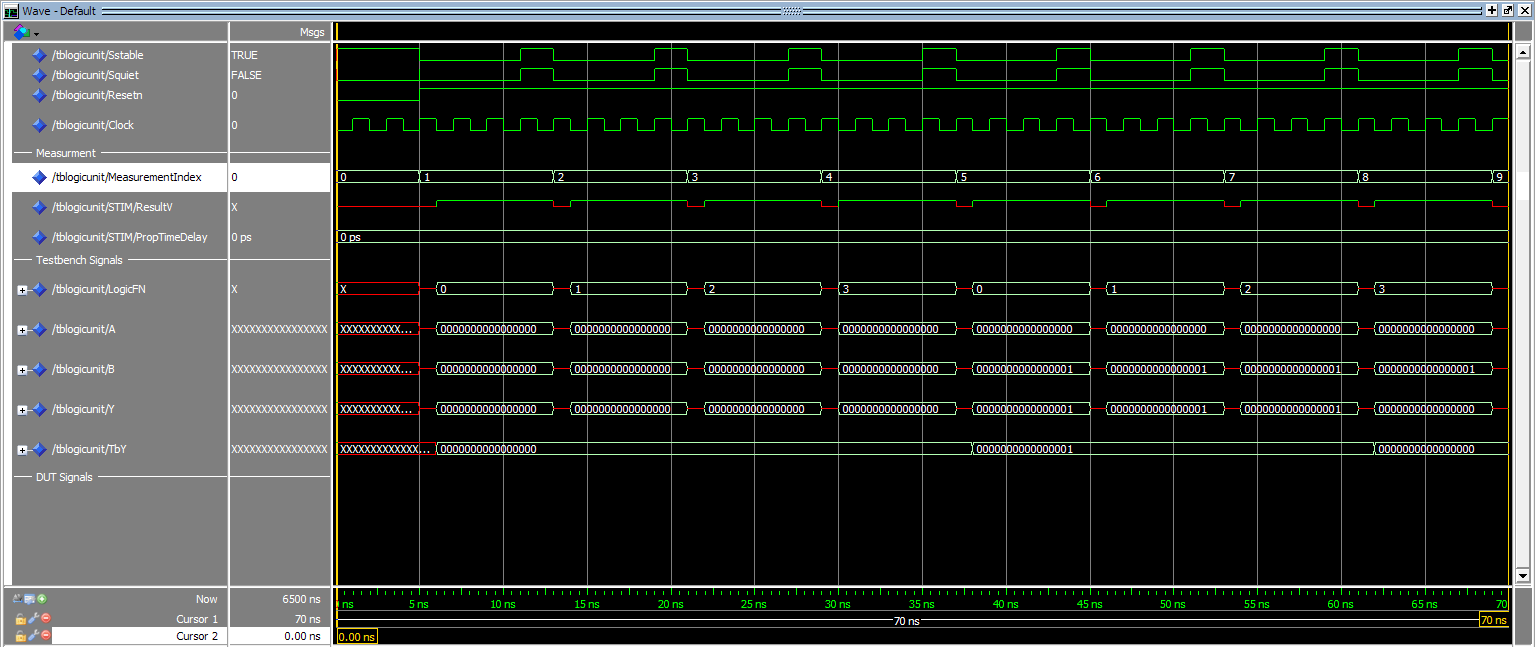 Wave - Default
Msgs
/tblogicunit/Sstable TRUE
/tblogicunit/Squiet FALSE
/tblogicunit/Resetn 0
/tblogicunit/Clock 0
Measurment
/tblogicunit/MeasurementIndex 0 0 1 2 3 4 5 6 7 8 9
/tblogicunit/STIM/ResultV X
/tblogicunit/STIM/PropTimeDelay 0 ps 0 ps
Testbench Signals
/tblogicunit/LogicFN X X 0 1 2 3 0 1 2 3
/tblogicunit/A XXXXXXXXXXXXXXXX XXXXXXXXXX... 0000000000000000 0000000000000000 0000000000000000 0000000000000000 0000000000000000 0000000000000000 0000000000000000 0000000000000000
/tblogicunit/B XXXXXXXXXXXXXXXX XXXXXXXXXX... 0000000000000000 0000000000000000 0000000000000000 0000000000000000 0000000000000001 0000000000000001 0000000000000001 0000000000000001
/tblogicunit/Y XXXXXXXXXXXXXXXX XXXXXXXXXX... 0000000000000000 0000000000000000 0000000000000000 0000000000000000 0000000000000001 0000000000000001 0000000000000001 0000000000000000
/tblogicunit/TbY XXXXXXXXXXXXXXXX XXXXXXXXXXXXX... 0000000000000000 0000000000000001 0000000000000000
DUT Signals
Now 6500 ns ns 5 ns 10 ns 15 ns 20 ns 25 ns 30 ns 35 ns 40 ns 45 ns 50 ns 55 ns 60 ns 65 ns 70
Cursor 1 70 ns 70 ns 70 ns
Cursor 2 0.00 ns 0.00 ns